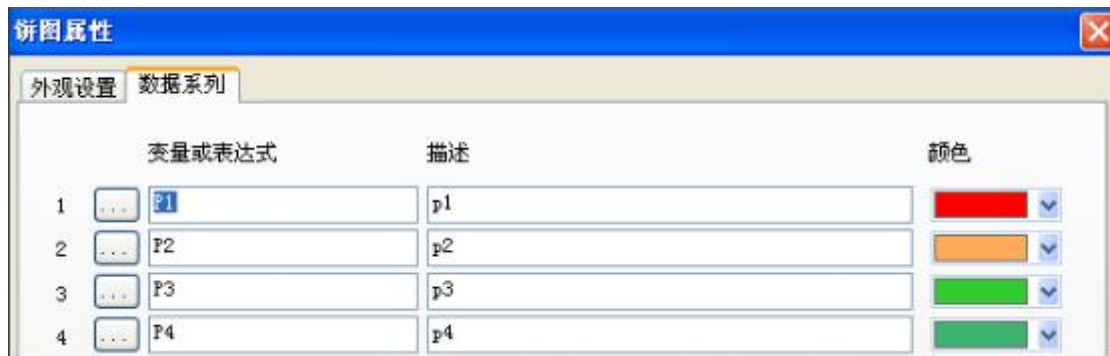 饼图属性
外观设置 数据系列
变量或表达式 描述 颜色
1 ... P1 p1
2 ... P2 p2
3 ... P3 p3
4 ... P4 p4